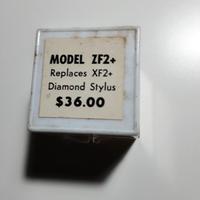 MODEL ZF2+
Replaces XF2+
Diamond Stylus
$36.00